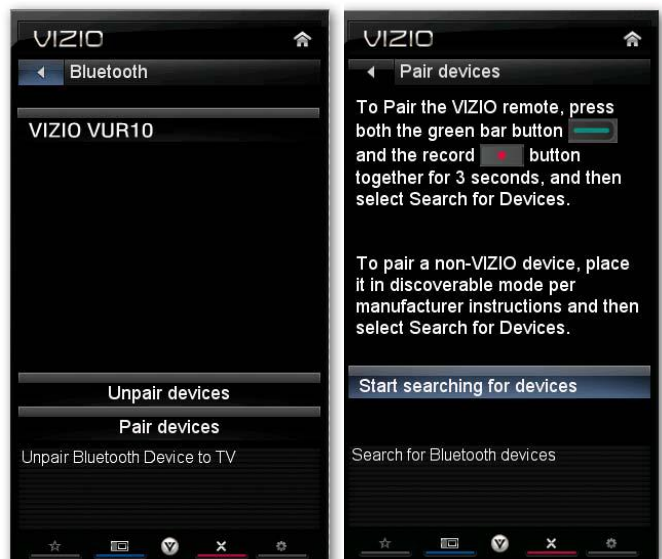 VIZIO
Bluetooth
VIZIO VUR10
Unpair devices
Pair devices
Unpair Bluetooth Device to TV
VIZIO
Pair devices
To Pair the VIZIO remote, press
both the green bar button
and the record button
together for 3 seconds, and then
select Search for Devices.
To pair a non-VIZIO device, place
it in discoverable mode per
manufacturer instructions and then
select Search for Devices.
Start searching for devices
Search for Bluetooth devices